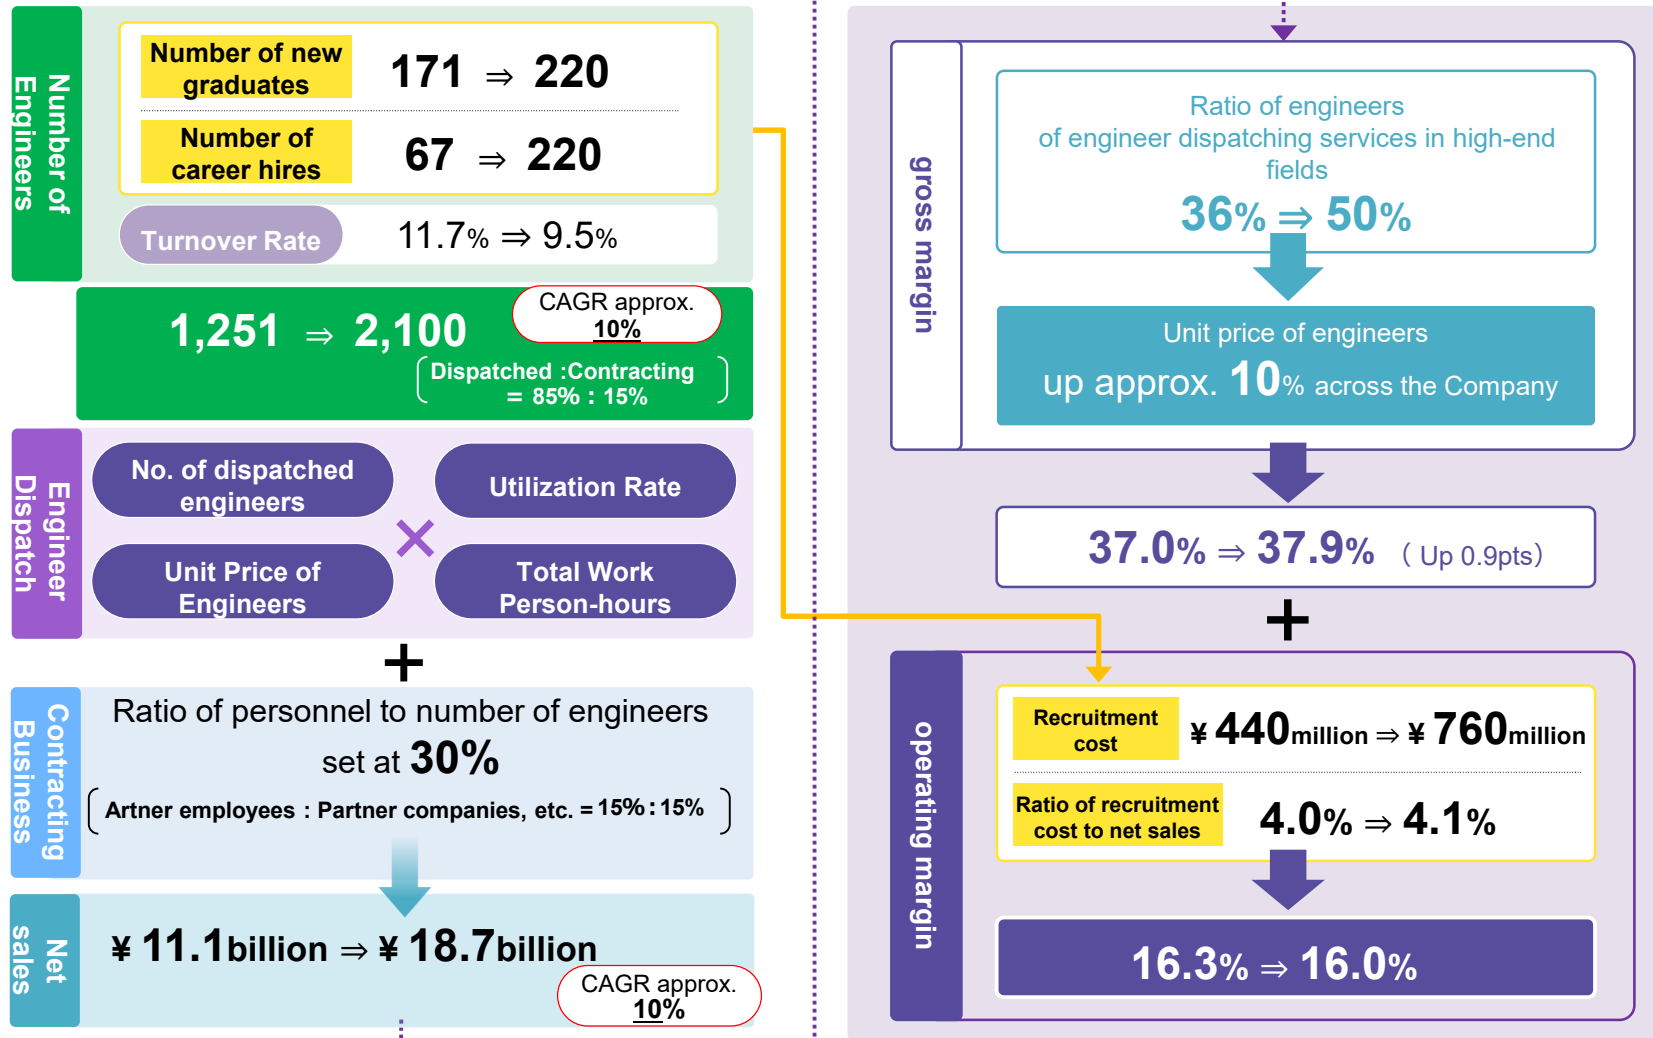 Number of
Engineers
Number of new
graduates
171 ⇒ 220
Number of
career hires
67 ⇒ 220
Turnover Rate
11.7% ⇒ 9.5%
1,251 ⇒ 2,100
CAGR approx.
10%
Dispatched :Contracting
= 85% : 15%
Engineer
Dispatch
No. of dispatched
engineers
Utilization Rate
×
Unit Price of
Engineers
Total Work
Person-hours
+
Contracting
Business
Ratio of personnel to number of engineers
set at 30%
Artner employees : Partner companies, etc. = 15% : 15%
Net
sales
¥ 11.1billion ⇒ ¥ 18.7billion
CAGR approx.
10%
gross margin
Ratio of engineers
of engineer dispatching services in high-end
fields
36% ⇒ 50%
Unit price of engineers
up approx. 10% across the Company
37.0% ⇒ 37.9% ( Up 0.9pts)
+
operating margin
Recruitment
cost
¥ 440million ⇒ ¥ 760million
Ratio of recruitment
cost to net sales
4.0% ⇒ 4.1%
16.3% ⇒ 16.0%